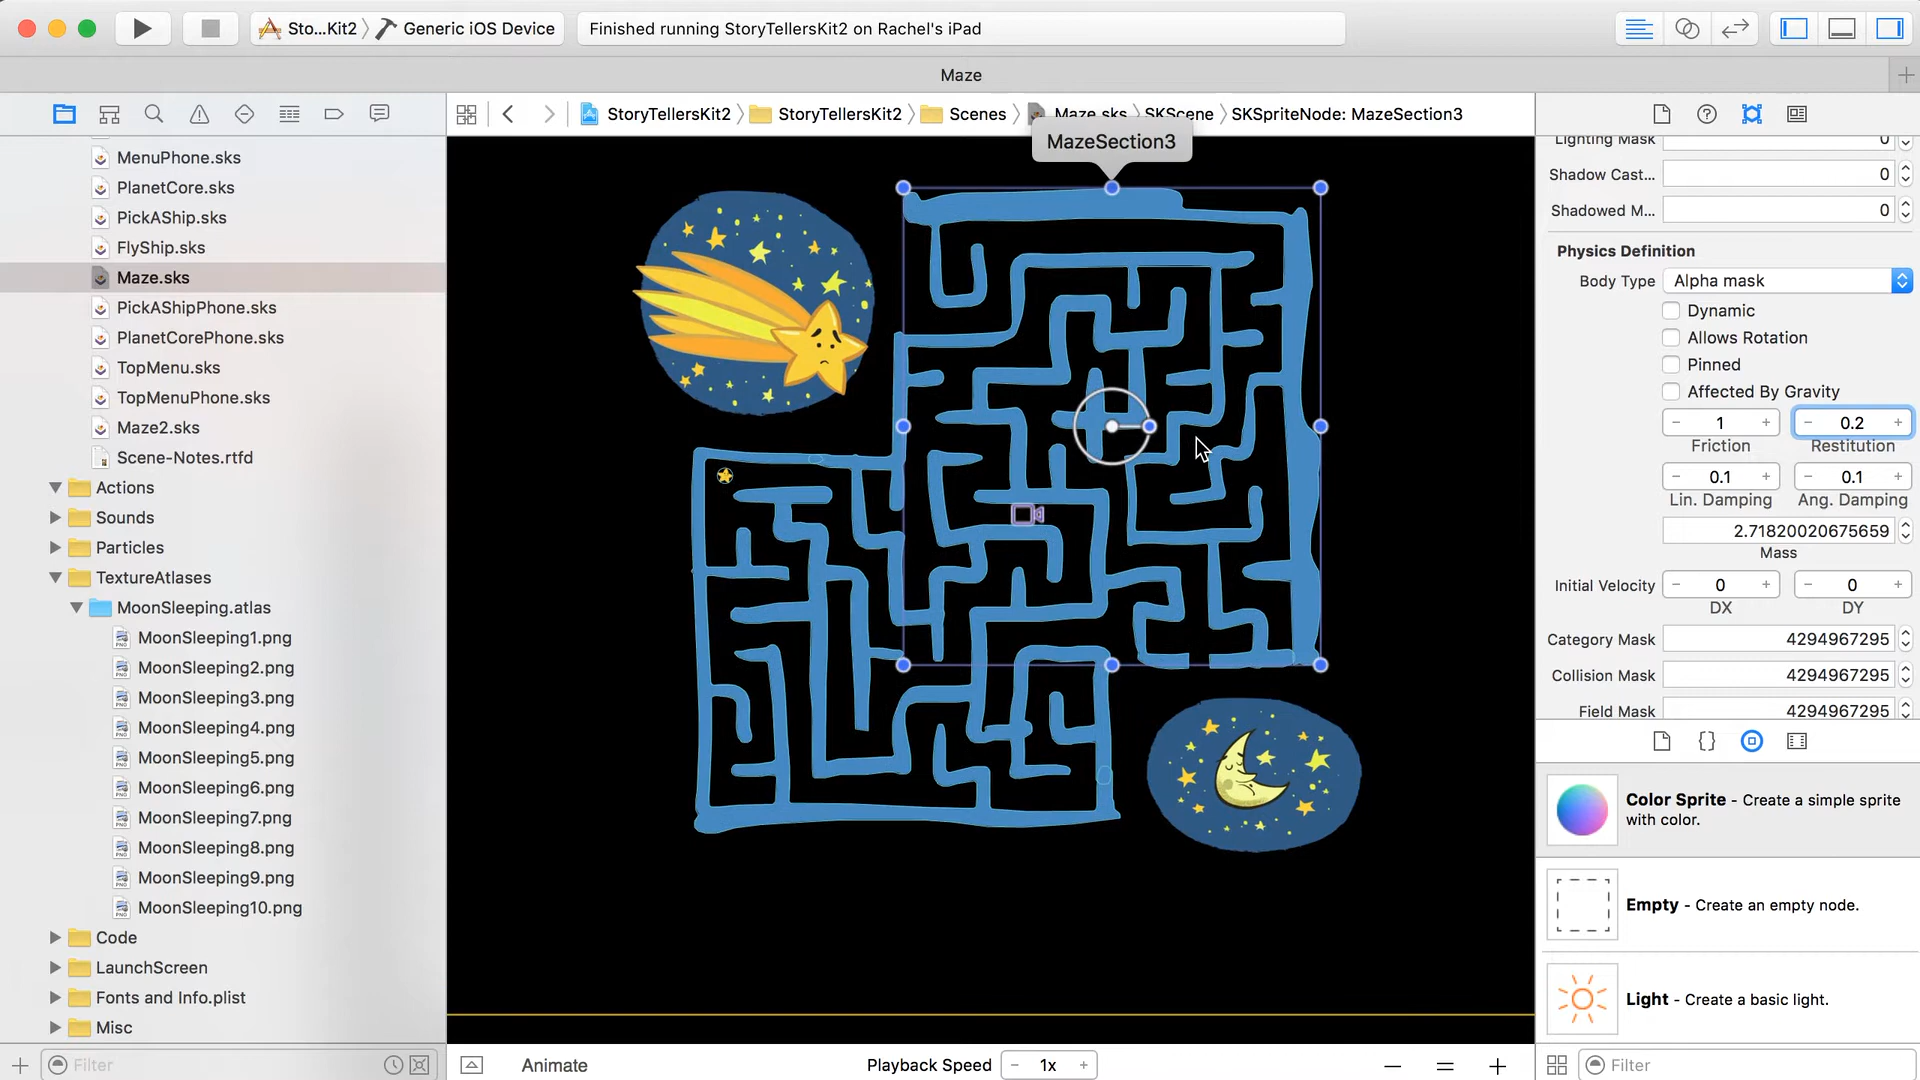 Sto...Kit2 Generic iOS Device Finished running StoryTellersKit2 on Rachel's iPad
Maze
StoryTellersKit2 StoryTellersKit2 Scenes Maze.sks SKScene SKSpriteNode: MazeSection3
MazeSection3
MenuPhone.sks
PlanetCore.sks
PickAShip.sks
FlyShip.sks
Maze.sks
PickAShipPhone.sks
PlanetCorePhone.sks
TopMenu.sks
TopMenuPhone.sks
Maze2.sks
Scene-Notes.rtfd
Actions
Sounds
Particles
TextureAtlases
MoonSleeping.atlas
MoonSleeping1.png
MoonSleeping2.png
MoonSleeping3.png
MoonSleeping4.png
MoonSleeping5.png
MoonSleeping6.png
MoonSleeping7.png
MoonSleeping8.png
MoonSleeping9.png
MoonSleeping10.png
Code
LaunchScreen
Fonts and Info.plist
Misc
Filter
Animate
Playback Speed − 1x +
Lighting Mask 0
Shadow Cast... 0
Shadowed M... 0
Physics Definition
Body Type Alpha mask
Dynamic
Allows Rotation
Pinned
Affected By Gravity
− 1 + − 0.2 +
Friction Restitution
− 0.1 + − 0.1 +
Lin. Damping Ang. Damping
2.71820020675659
Mass
Initial Velocity − 0 + − 0 +
DX DY
Category Mask 4294967295
Collision Mask 4294967295
Field Mask 4294967295
Color Sprite - Create a simple sprite
with color.
Empty - Create an empty node.
Light - Create a basic light.
Filter